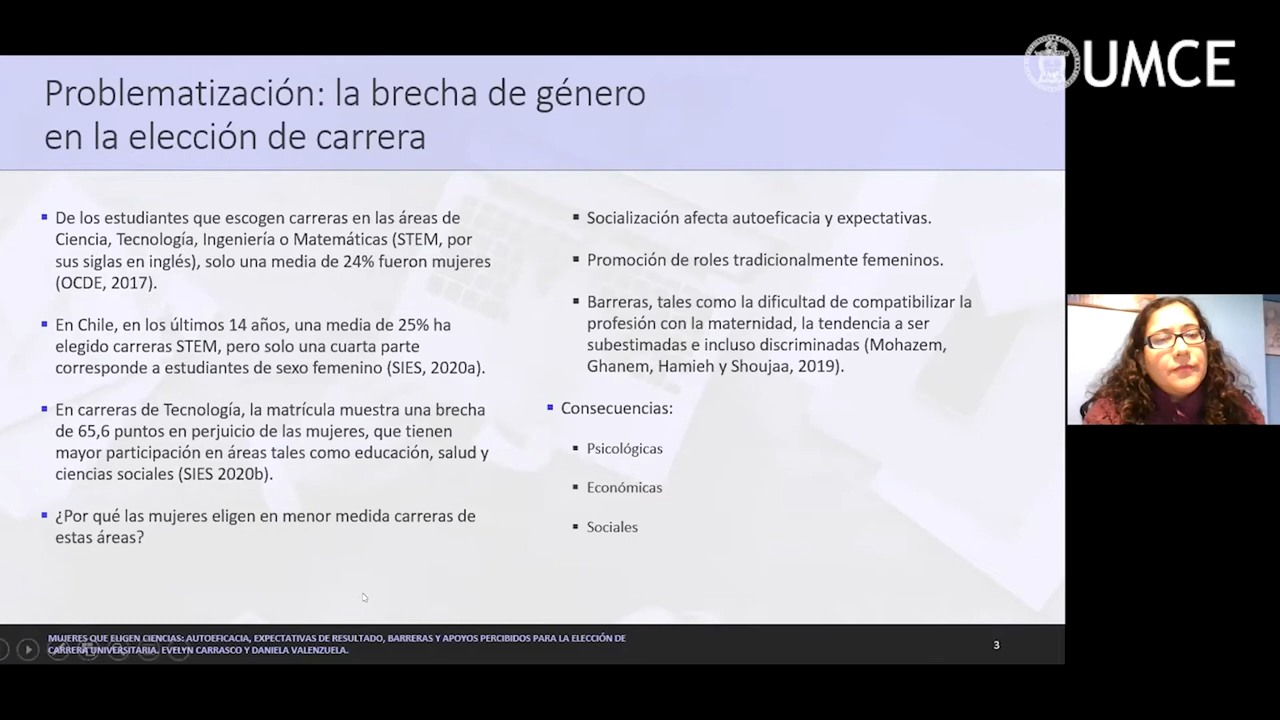 UMCE
Problematización: la brecha de género
en la elección de carrera
▪ De los estudiantes que escogen carreras en las áreas de
Ciencia, Tecnología, Ingeniería o Matemáticas (STEM, por
sus siglas en inglés), solo una media de 24% fueron mujeres
(OCDE, 2017).
▪ En Chile, en los últimos 14 años, una media de 25% ha
elegido carreras STEM, pero solo una cuarta parte
corresponde a estudiantes de sexo femenino (SIES, 2020a).
▪ En carreras de Tecnología, la matrícula muestra una brecha
de 65,6 puntos en perjuicio de las mujeres, que tienen
mayor participación en áreas tales como educación, salud y
ciencias sociales (SIES 2020b).
▪ ¿Por qué las mujeres eligen en menor medida carreras de
estas áreas?
▪ Socialización afecta autoeficacia y expectativas.
▪ Promoción de roles tradicionalmente femeninos.
▪ Barreras, tales como la dificultad de compatibilizar la
profesión con la maternidad, la tendencia a ser
subestimadas e incluso discriminadas (Mohazem,
Ghanem, Hamieh y Shoujaa, 2019).
▪ Consecuencias:
▪ Psicológicas
▪ Económicas
▪ Sociales
MUJERES QUE ELIGEN CIENCIAS: AUTOEFICACIA, EXPECTATIVAS DE RESULTADO, BARRERAS Y APOYOS PERCIBIDOS PARA LA ELECCIÓN DE
CARRERA UNIVERSITARIA. EVELYN CARRASCO Y DANIELA VALENZUELA.
3